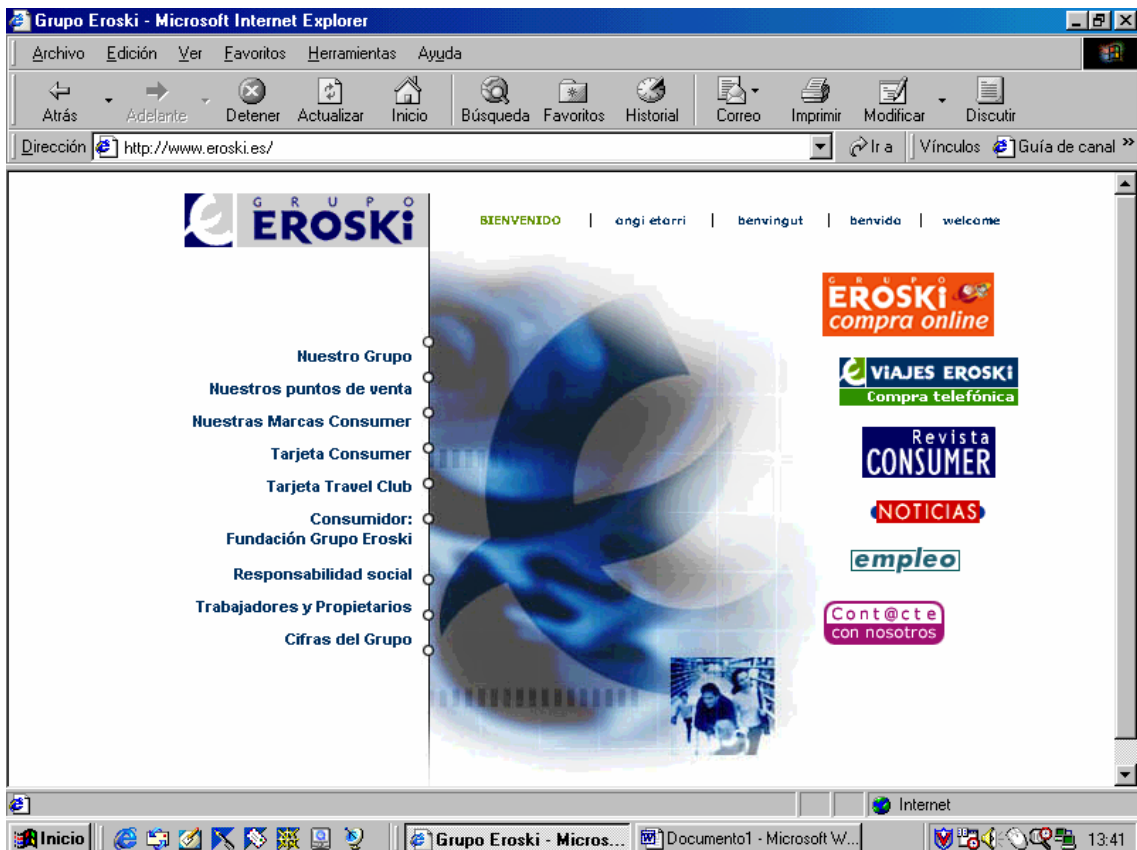 Grupo Eroski - Microsoft Internet Explorer
Archivo Edición Ver Favoritos Herramientas Ayuda
Atrás Adelante Detener Actualizar Inicio Búsqueda Favoritos Historial Correo Imprimir Modificar Discutir
Dirección http://www.eroski.es/ Ir a Vínculos Guía de canal »
GRUPO
EROSKi
BIENVENIDO | ongi etorri | benvingut | benvido | welcome
GRUPO
EROSKi
compra online
Nuestro Grupo
Nuestros puntos de venta
Nuestras Marcas Consumer
Tarjeta Consumer
Tarjeta Travel Club
Consumidor:
Fundación Grupo Eroski
Responsabilidad social
Trabajadores y Propietarios
Cifras del Grupo
ViAJES EROSKi
Compra telefónica
Revista
CONSUMER
NOTICIAS
empleo
Cont@cte
con nosotros
Internet
Inicio Grupo Eroski - Micros... Documento1 - Microsoft W... 13:41